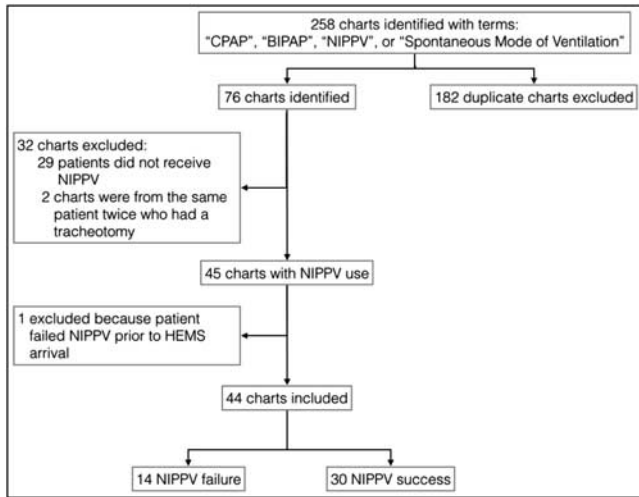 258 charts identified with terms:
“CPAP”, “BIPAP”, “NIPPV”, or “Spontaneous Mode of Ventilation”
76 charts identified
182 duplicate charts excluded
32 charts excluded:
29 patients did not receive
NIPPV
2 charts were from the same
patient twice who had a
tracheotomy
45 charts with NIPPV use
1 excluded because patient
failed NIPPV prior to HEMS
arrival
44 charts included
14 NIPPV failure
30 NIPPV success